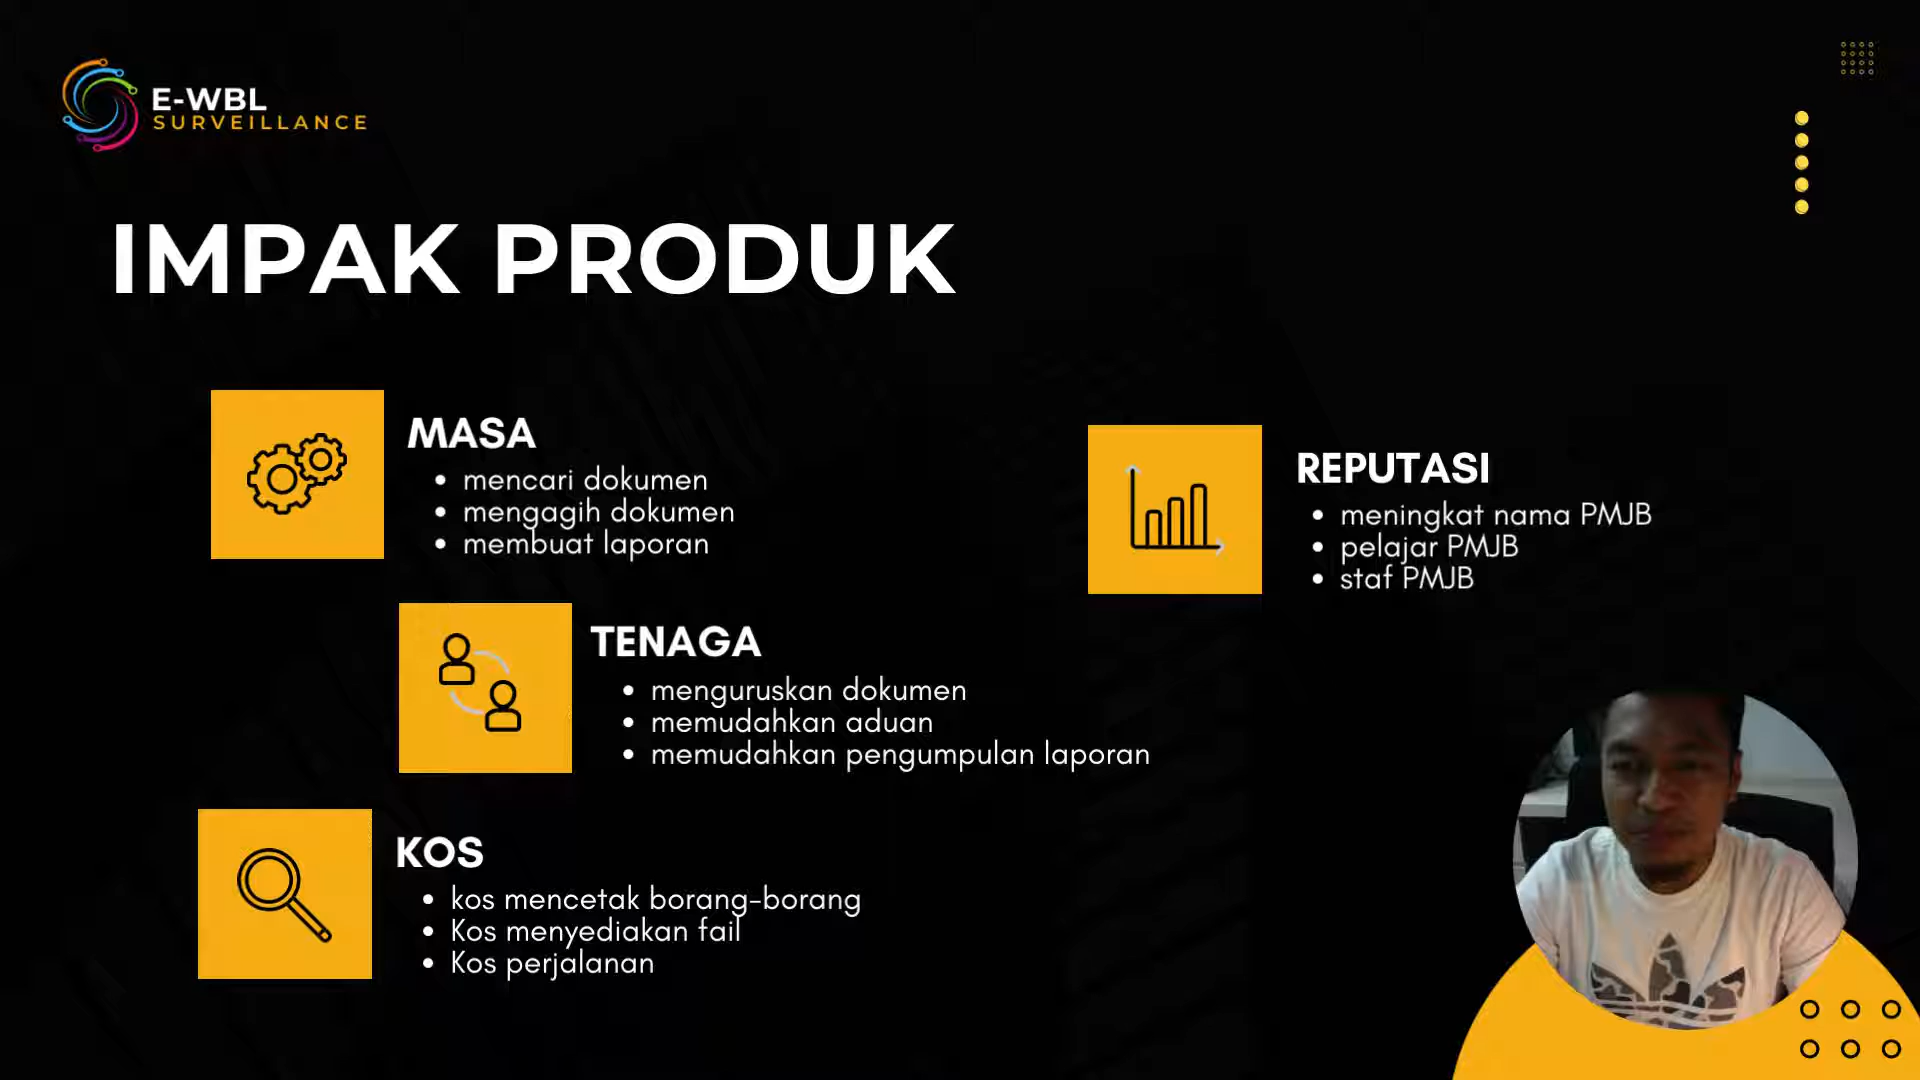 E-WBL
SURVEILLANCE
IMPAK PRODUK
MASA
• mencari dokumen
• mengagih dokumen
• membuat laporan
TENAGA
• menguruskan dokumen
• memudahkan aduan
• memudahkan pengumpulan laporan
KOS
• kos mencetak borang-borang
• Kos menyediakan fail
• Kos perjalanan
REPUTASI
• meningkat nama PMJB
• pelajar PMJB
• staf PMJB